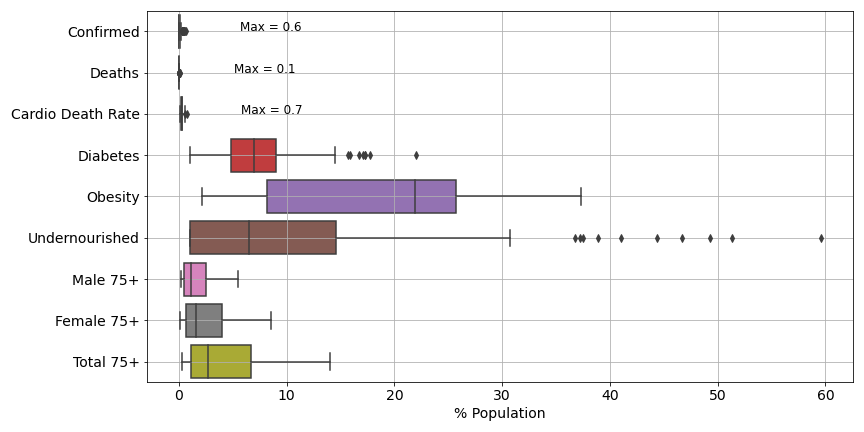 Confirmed
Max = 0.6
Deaths
Max = 0.1
Cardio Death Rate
Max = 0.7
Diabetes
Obesity
Undernourished
Male 75+
Female 75+
Total 75+
0 10 20 30 40 50 60
% Population